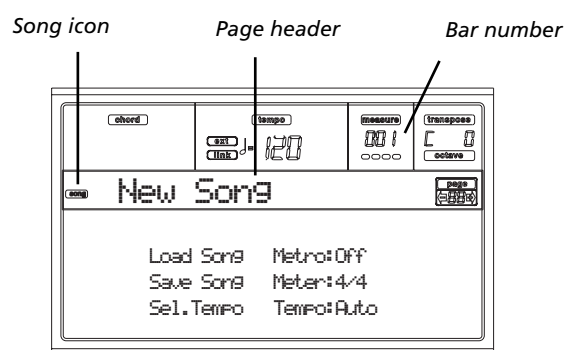 Song icon Page header Bar number
chord tempo measure transpose
ext
link ♩= 120 001 C 0
octave
song New Song page
88
Load Song Metro:Off
Save Song Meter:4/4
Sel.Tempo Tempo:Auto